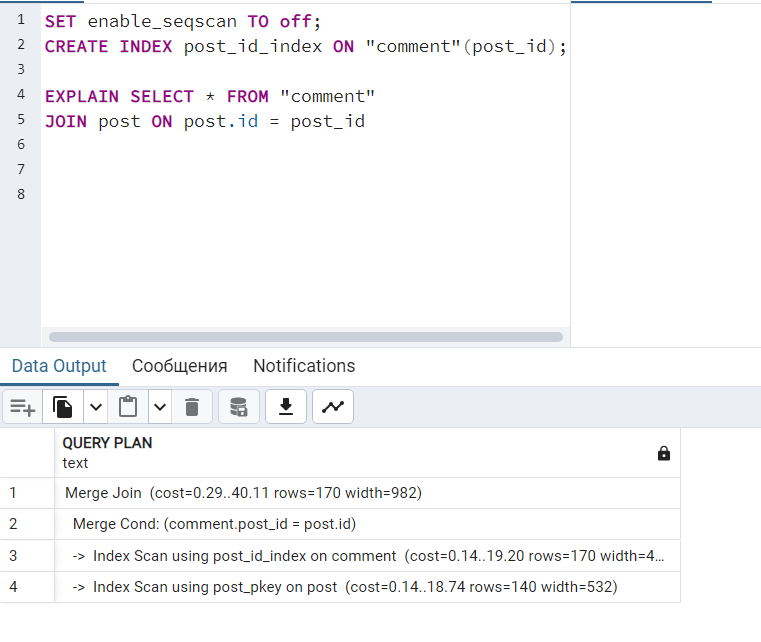 1 SET enable_seqscan TO off;
2 CREATE INDEX post_id_index ON "comment"(post_id);
3
4 EXPLAIN SELECT * FROM "comment"
5 JOIN post ON post.id = post_id
6
7
8
Data Output Сообщения Notifications
QUERY PLAN
text
1 Merge Join (cost=0.29..40.11 rows=170 width=982)
2 Merge Cond: (comment.post_id = post.id)
3 -> Index Scan using post_id_index on comment (cost=0.14..19.20 rows=170 width=4...
4 -> Index Scan using post_pkey on post (cost=0.14..18.74 rows=140 width=532)